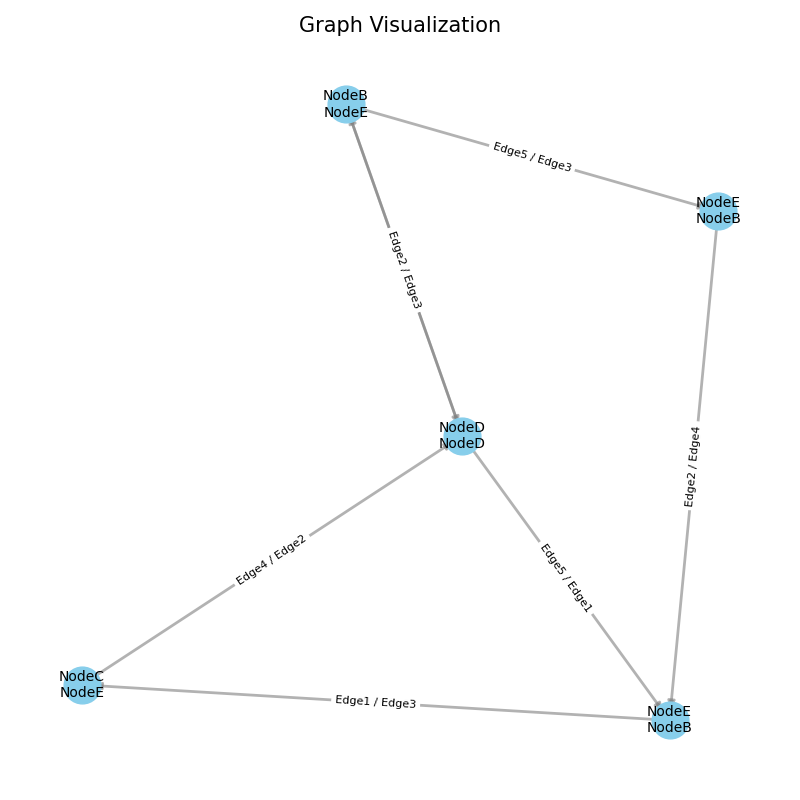 Graph Visualization
NodeB
NodeE
Edge5 / Edge3
NodeE
NodeB
Edge2 / Edge3
NodeD
NodeD
Edge2 / Edge4
Edge4 / Edge2
Edge5 / Edge1
NodeC
NodeE
Edge1 / Edge3
NodeE
NodeB